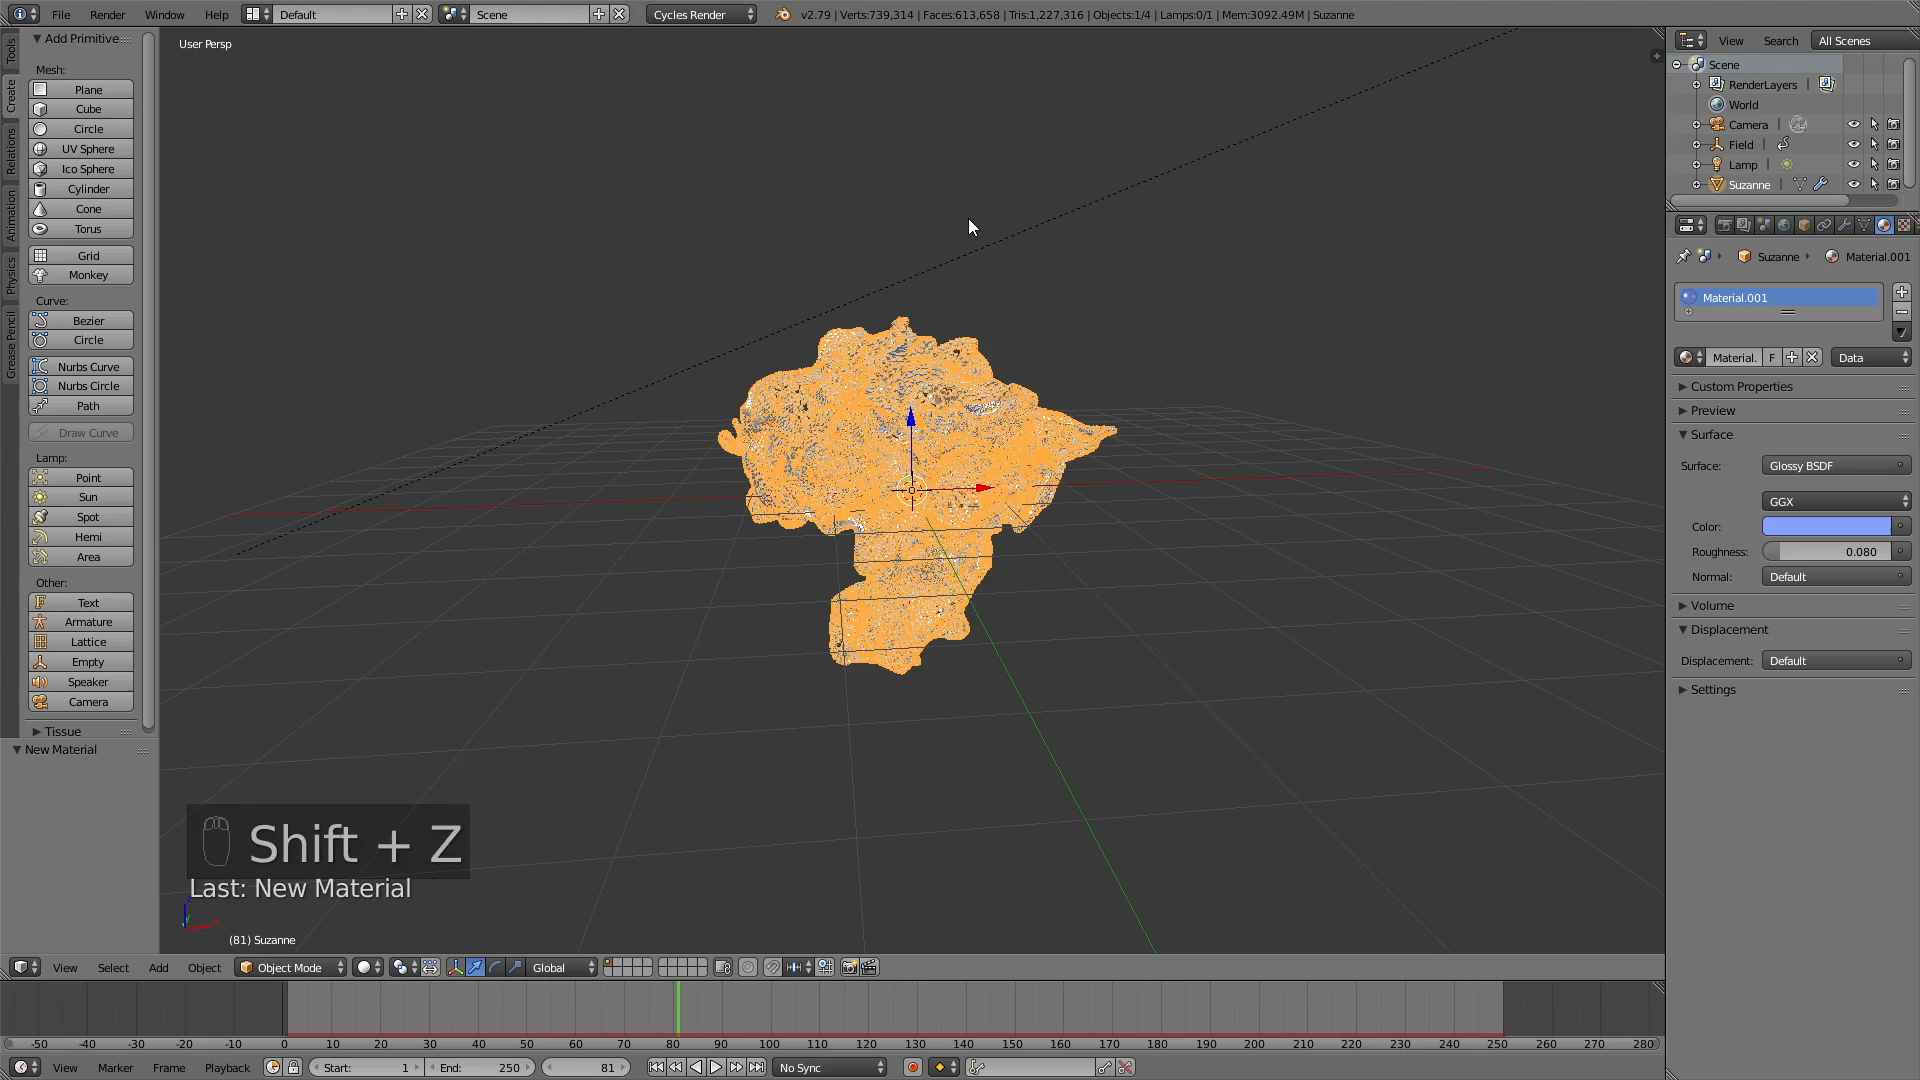 File Render Window Help Default Scene Cycles Render v2.79 | Verts:739,314 | Faces:613,658 | Tris:1,227,316 | Objects:1/4 | Lamps:0/1 | Mem:3092.49M | Suzanne
Tools
Create
Relations
Animation
Physics
Grease Pencil
Add Primitive
Mesh:
Plane
Cube
Circle
UV Sphere
Ico Sphere
Cylinder
Cone
Torus
Grid
Monkey
Curve:
Bezier
Circle
Nurbs Curve
Nurbs Circle
Path
Draw Curve
Lamp:
Point
Sun
Spot
Hemi
Area
Other:
Text
Armature
Lattice
Empty
Speaker
Camera
Tissue
New Material
User Persp
Shift + Z
Last: New Material
(81) Suzanne
View Search All Scenes
Scene
RenderLayers |
World
Camera |
Field |
Lamp |
Suzanne |
Suzanne Material.001
Material.001
Material. F Data
Custom Properties
Preview
Surface
Surface: Glossy BSDF
GGX
Color:
Roughness: 0.080
Normal: Default
Volume
Displacement
Displacement: Default
Settings
View Select Add Object Object Mode Global
-50 -40 -30 -20 -10 0 10 20 30 40 50 60 70 80 90 100 110 120 130 140 150 160 170 180 190 200 210 220 230 240 250 260 270 280
View Marker Frame Playback Start: 1 End: 250 81 No Sync